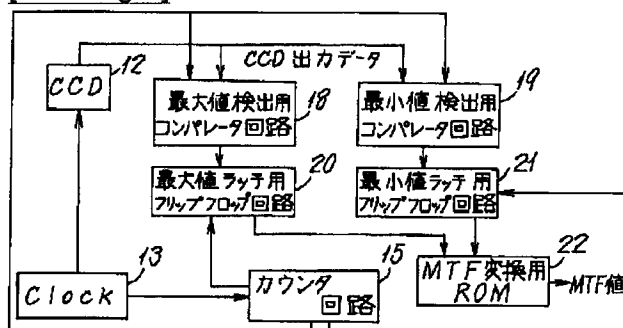 12
CCD
CCD出力データ
最大値検出用
コンパレータ回路
18
最小値検出用
コンパレータ回路
19
最大値ラッチ用
フリップフロップ回路
20
最小値ラッチ用
フリップフロップ回路
21
13
Clock
15
カウンタ
回路
22
MTF変換用
ROM
MTF値